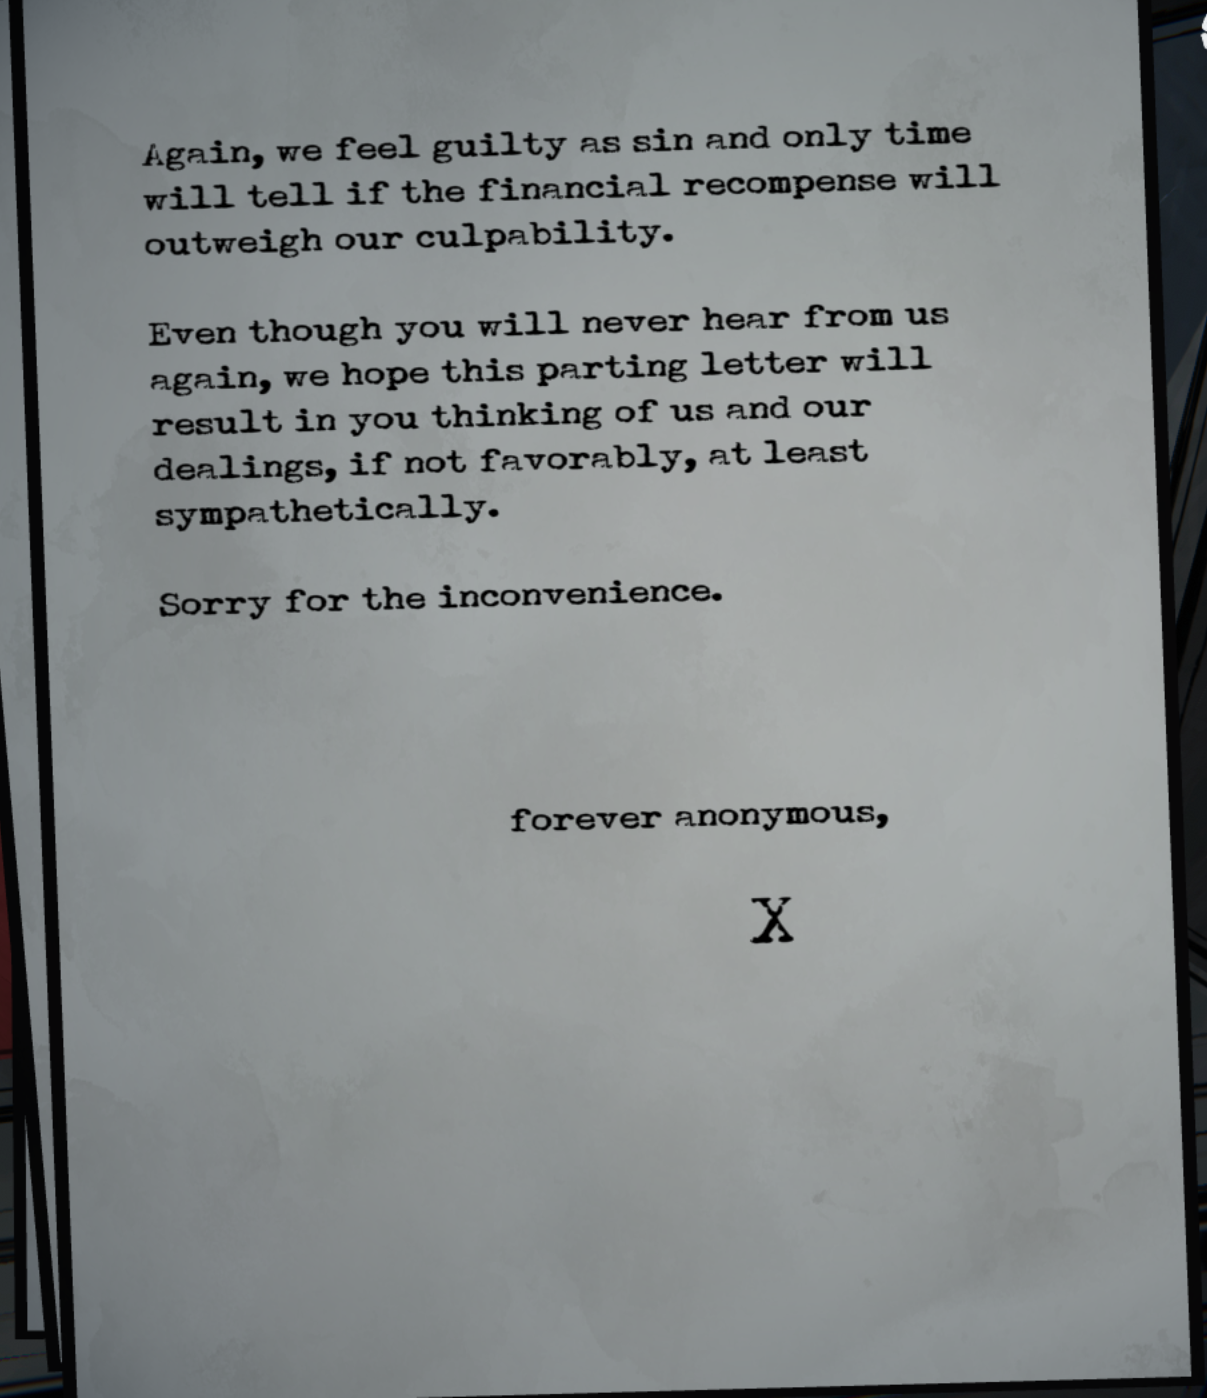 Again, we feel guilty as sin and only time
will tell if the financial recompense will
outweigh our culpability.
Even though you will never hear from us
again, we hope this parting letter will
result in you thinking of us and our
dealings, if not favorably, at least
sympathetically.
Sorry for the inconvenience.
forever anonymous,
X